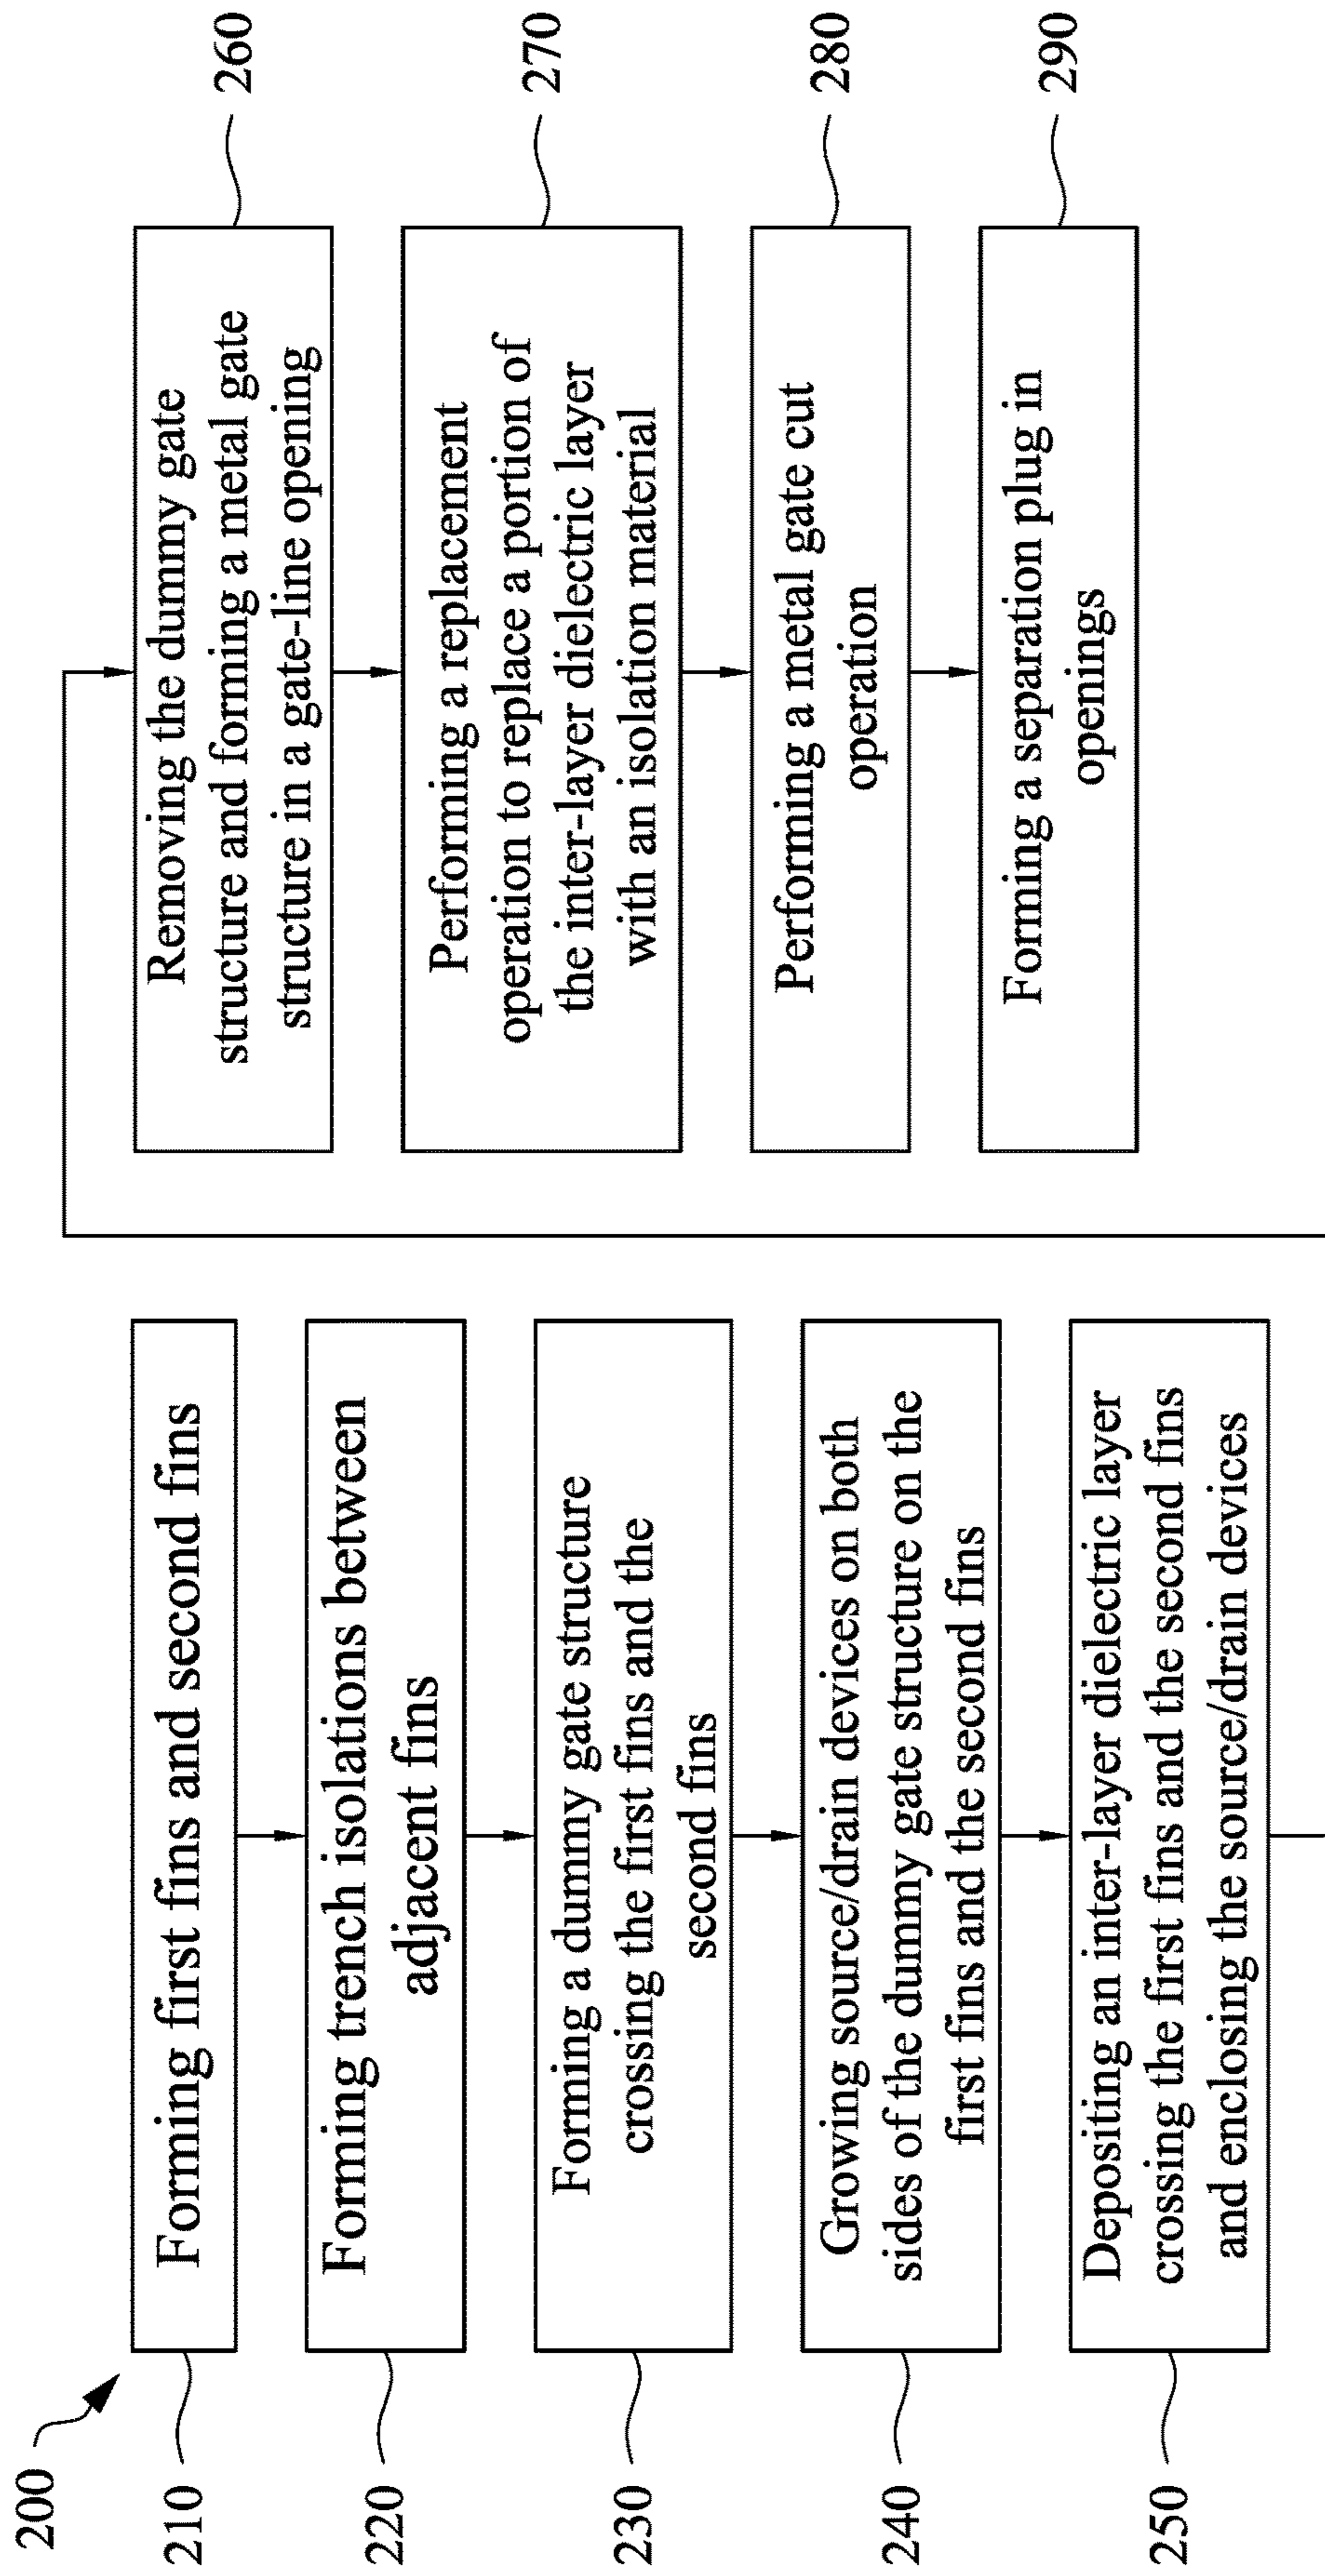 200
210
Forming first fins and second fins
220
Forming trench isolations between
adjacent fins
230
Forming a dummy gate structure
crossing the first fins and the
second fins
240
Growing source/drain devices on both
sides of the dummy gate structure on the
first fins and the second fins
250
Depositing an inter-layer dielectric layer
crossing the first fins and the second fins
and enclosing the source/drain devices
260
Removing the dummy gate
structure and forming a metal gate
structure in a gate-line opening
270
Performing a replacement
operation to replace a portion of
the inter-layer dielectric layer
with an isolation material
280
Performing a metal gate cut
operation
290
Forming a separation plug in
openings